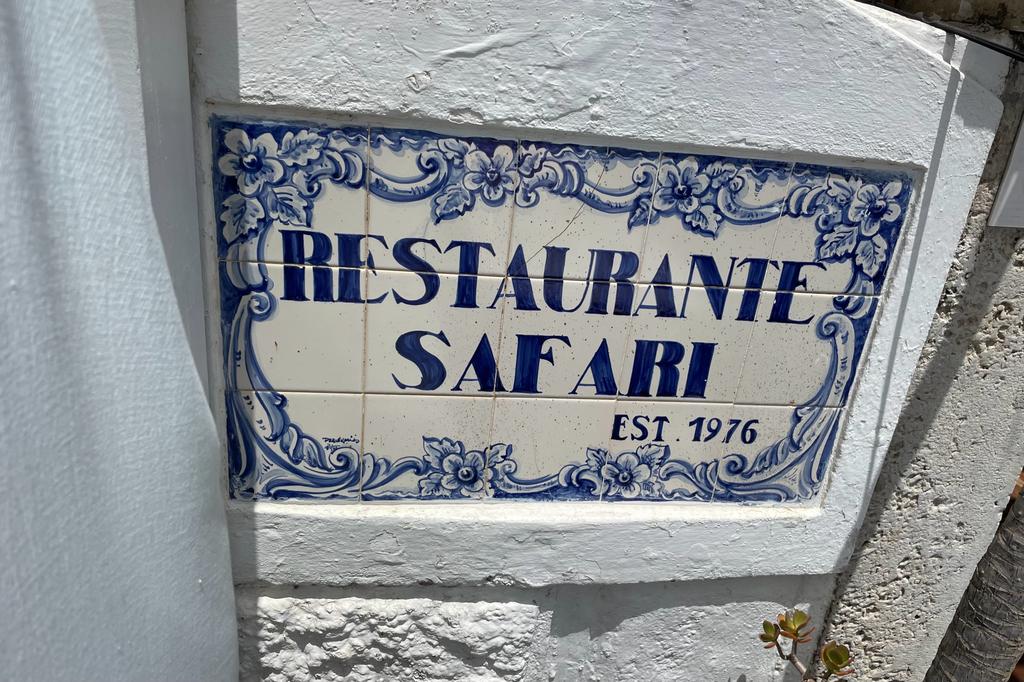 RESTAURANTE
SAFARI
EST. 1976